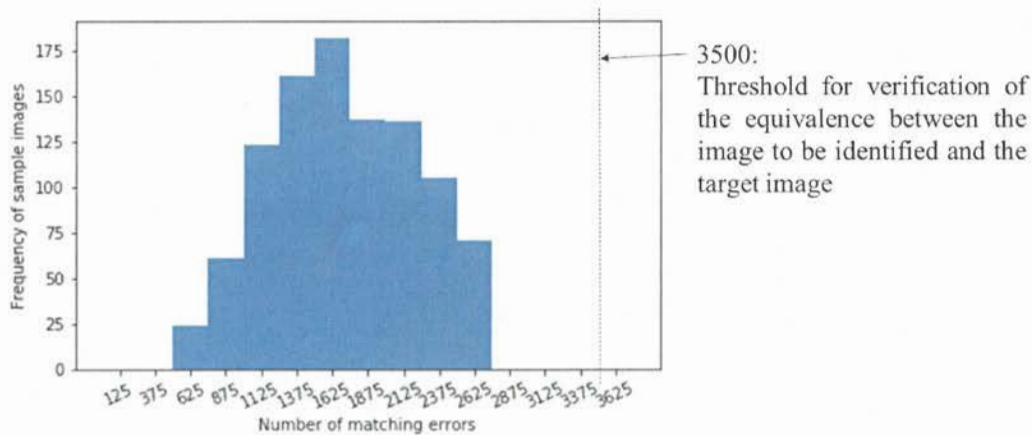 175
150
125
100
75
50
25
0
Frequency of sample images
125 375 625 875 1125 1375 1625 1875 2125 2375 2625 2875 3125 3375 3625
Number of matching errors
3500:
Threshold for verification of
the equivalence between the
image to be identified and the
target image